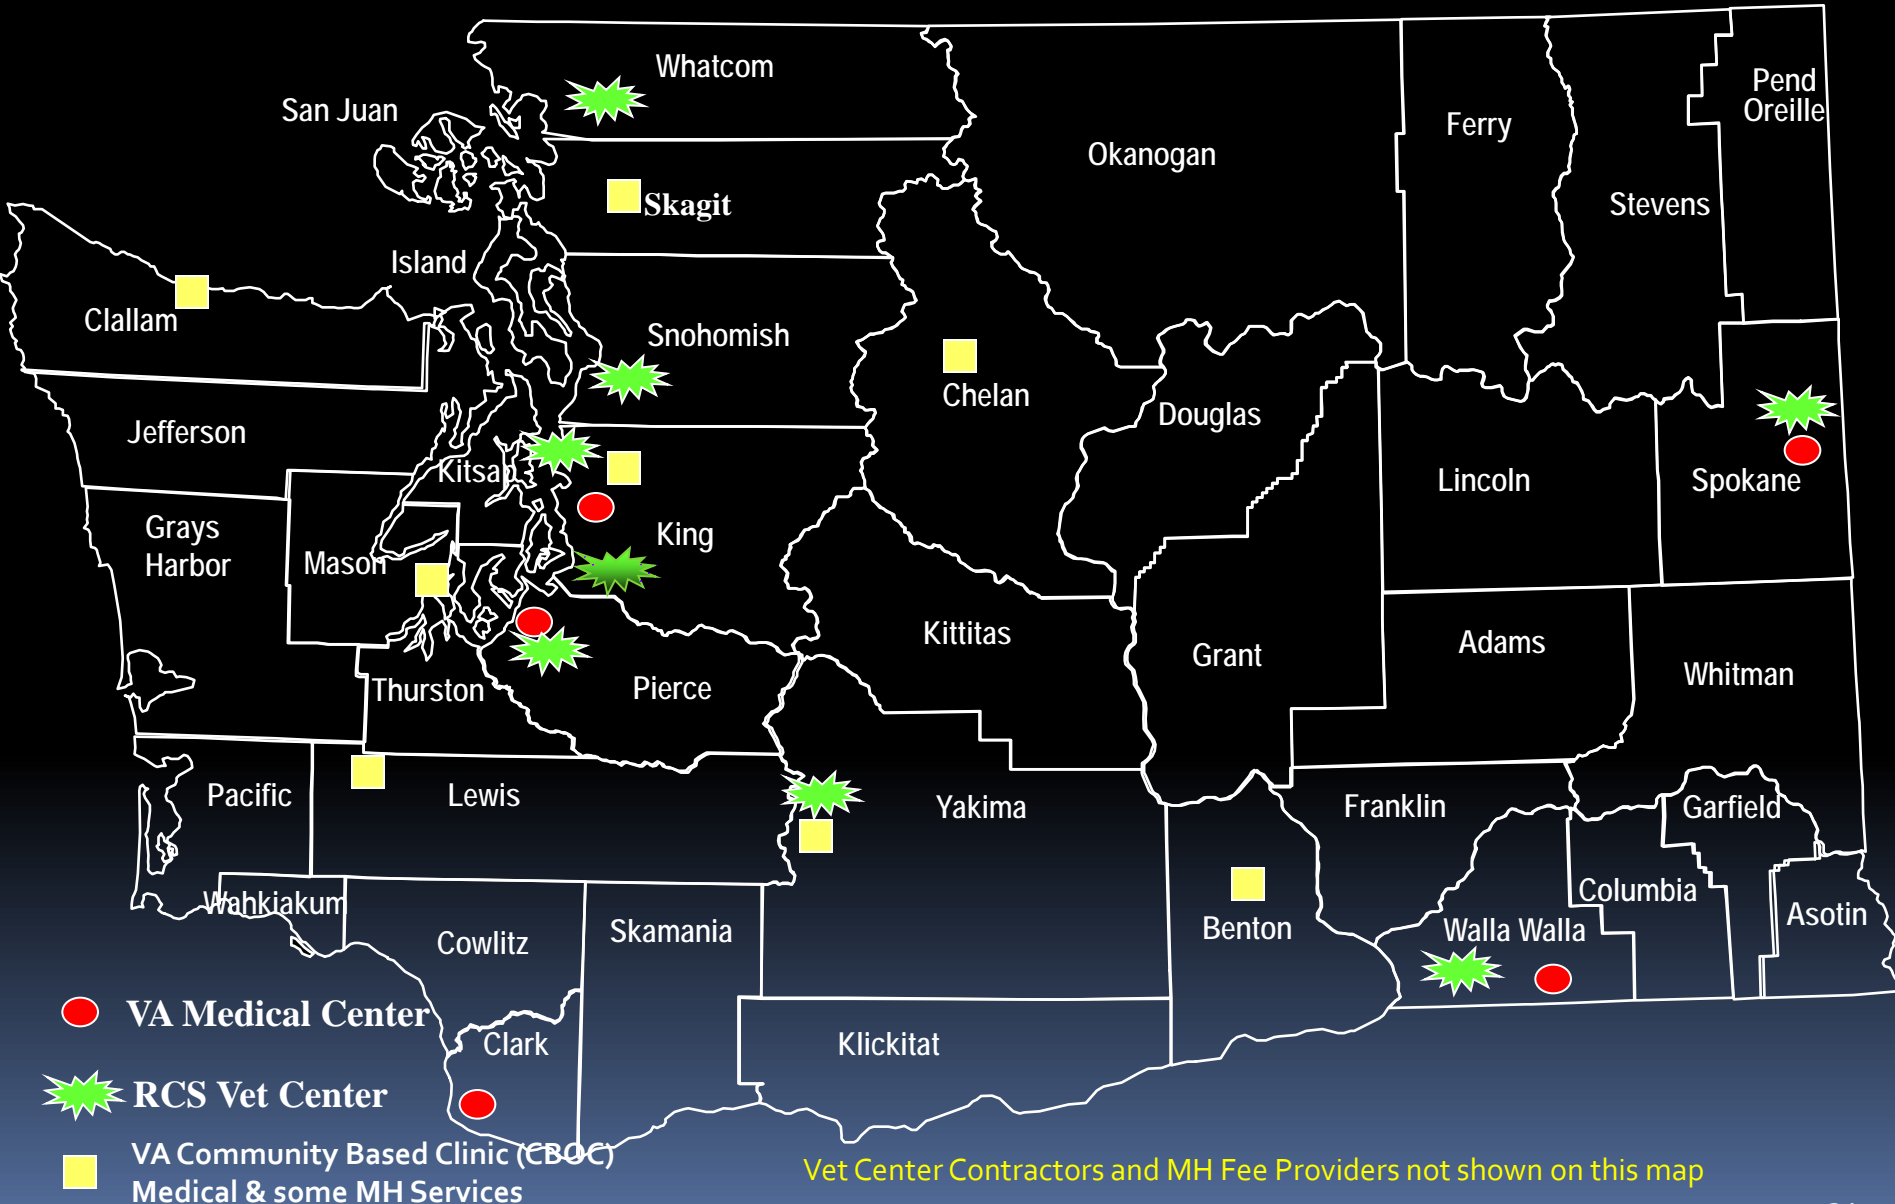 Whatcom
San Juan
Pend
Oreille
Ferry
Okanogan
Stevens
Skagit
Island
Clallam
Snohomish
Chelan
Douglas
Jefferson
Kitsap
Lincoln
Spokane
Grays
Harbor
King
Mason
Kittitas
Grant
Adams
Whitman
Thurston
Pierce
Pacific
Lewis
Yakima
Franklin
Garfield
Wahkiakum
Columbia
Asotin
Cowlitz
Skamania
Benton
Walla Walla
VA Medical Center
Clark
Klickitat
RCS Vet Center
VA Community Based Clinic (CBOC)
Medical & some MH Services
Vet Center Contractors and MH Fee Providers not shown on this map